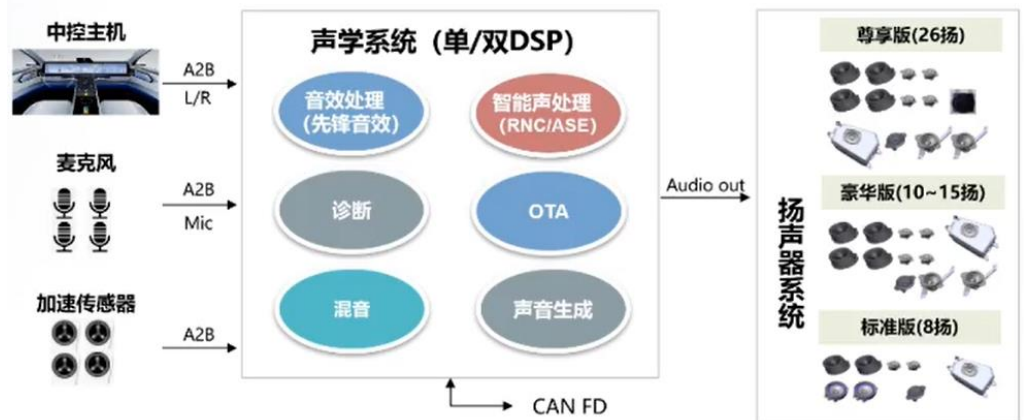 中控主机
A2B
L/R
麦克风
A2B
Mic
加速传感器
A2B
声学系统（单/双DSP）
音效处理
（先锋音效）
智能声处理
（RNC/ASE）
诊断
OTA
混音
声音生成
CAN FD
Audio out
扬声器系统
尊享版(26扬)
豪华版(10~15扬)
标准版(8扬)